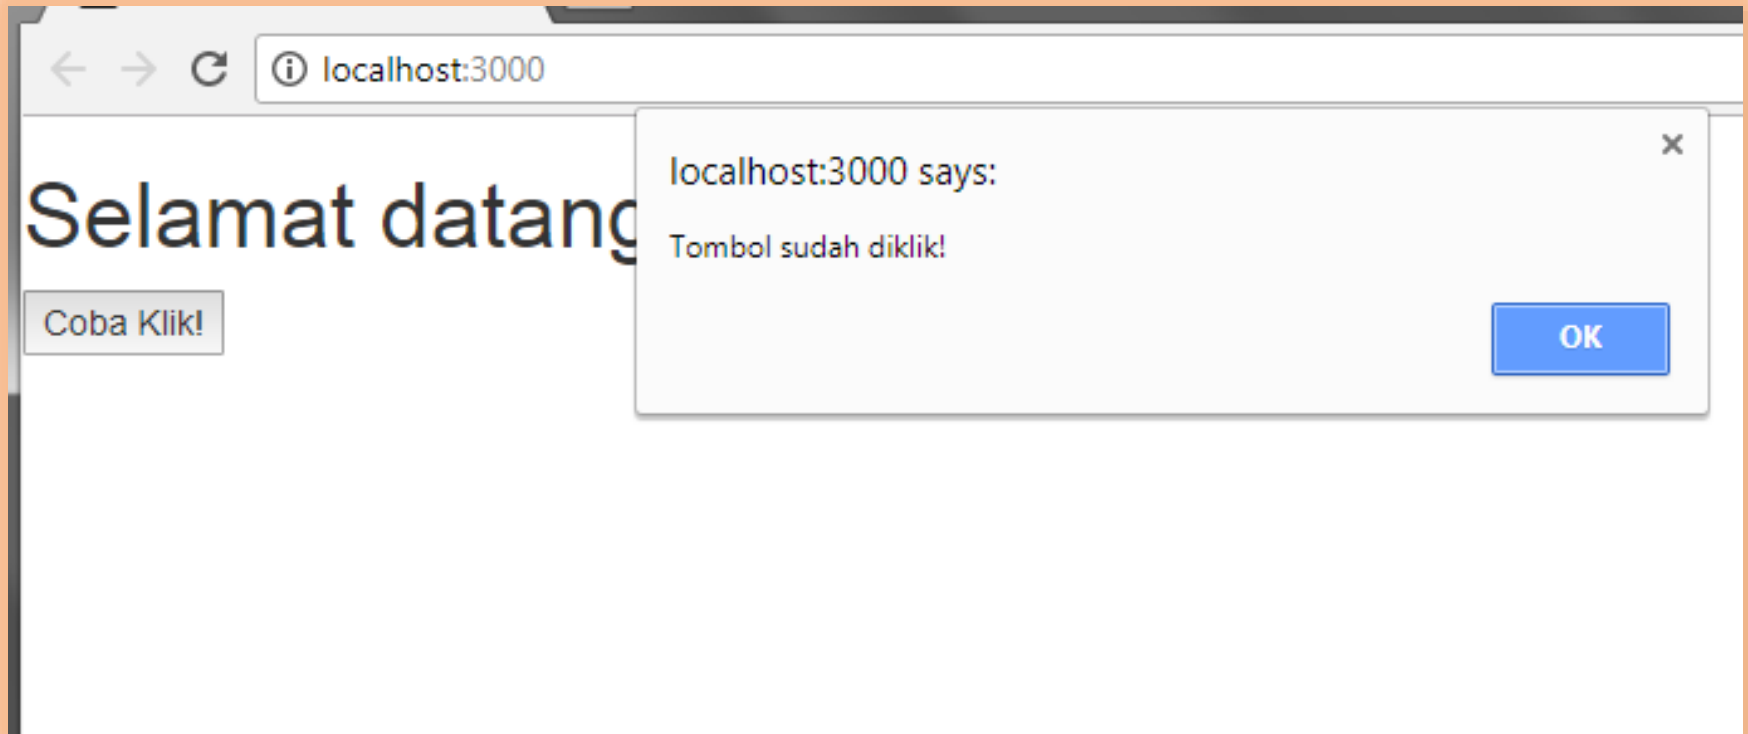 localhost:3000
localhost:3000 says:
Selamat datang
Tombol sudah diklik!
Coba Klik!
OK